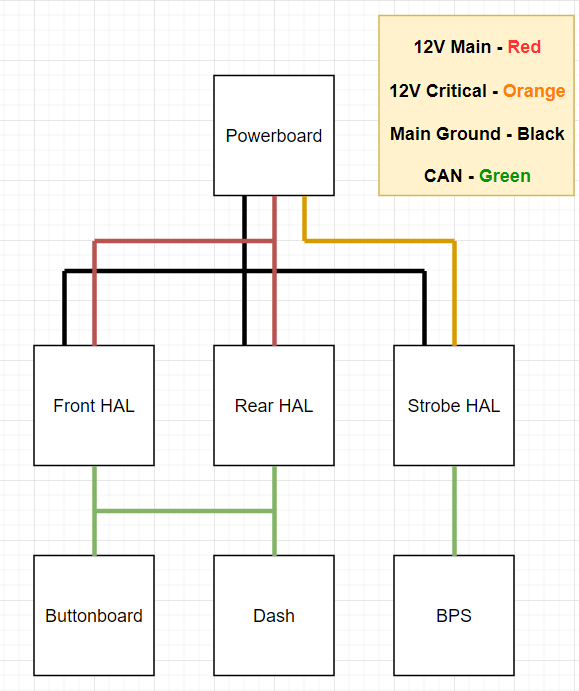 12V Main - Red
12V Critical - Orange
Main Ground - Black
CAN - Green
Powerboard
Front HAL
Rear HAL
Strobe HAL
Buttonboard
Dash
BPS